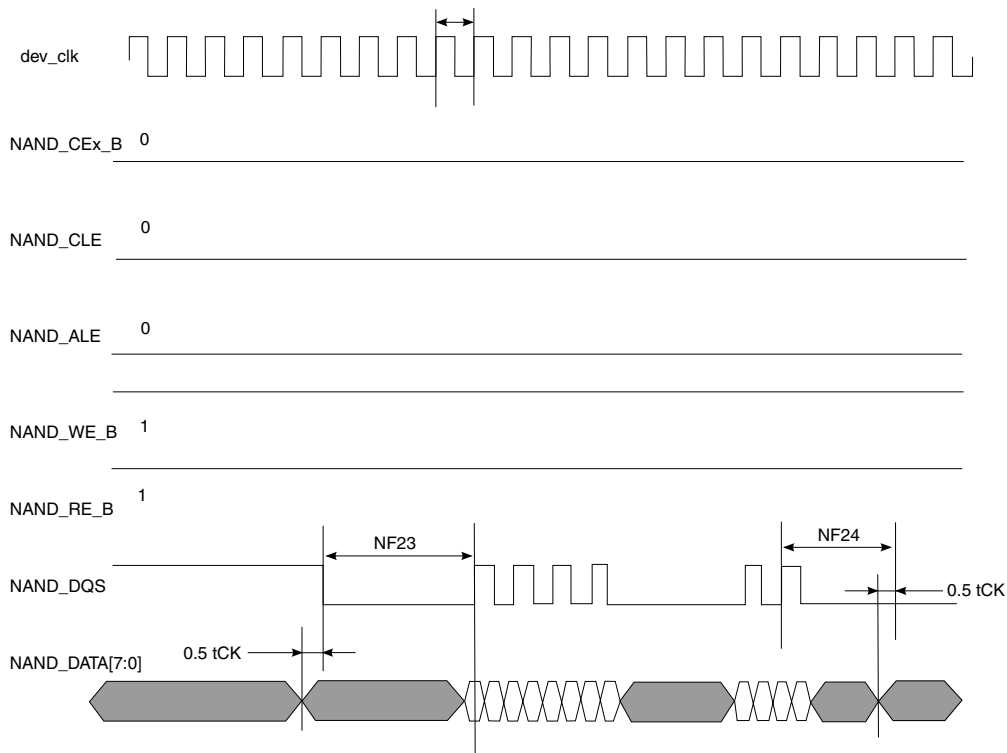 dev_clk
NAND_CEx_B 0
NAND_CLE 0
NAND_ALE 0
NAND_WE_B 1
NAND_RE_B 1
NF23
NF24
NAND_DQS
0.5 tCK
0.5 tCK
NAND_DATA[7:0]